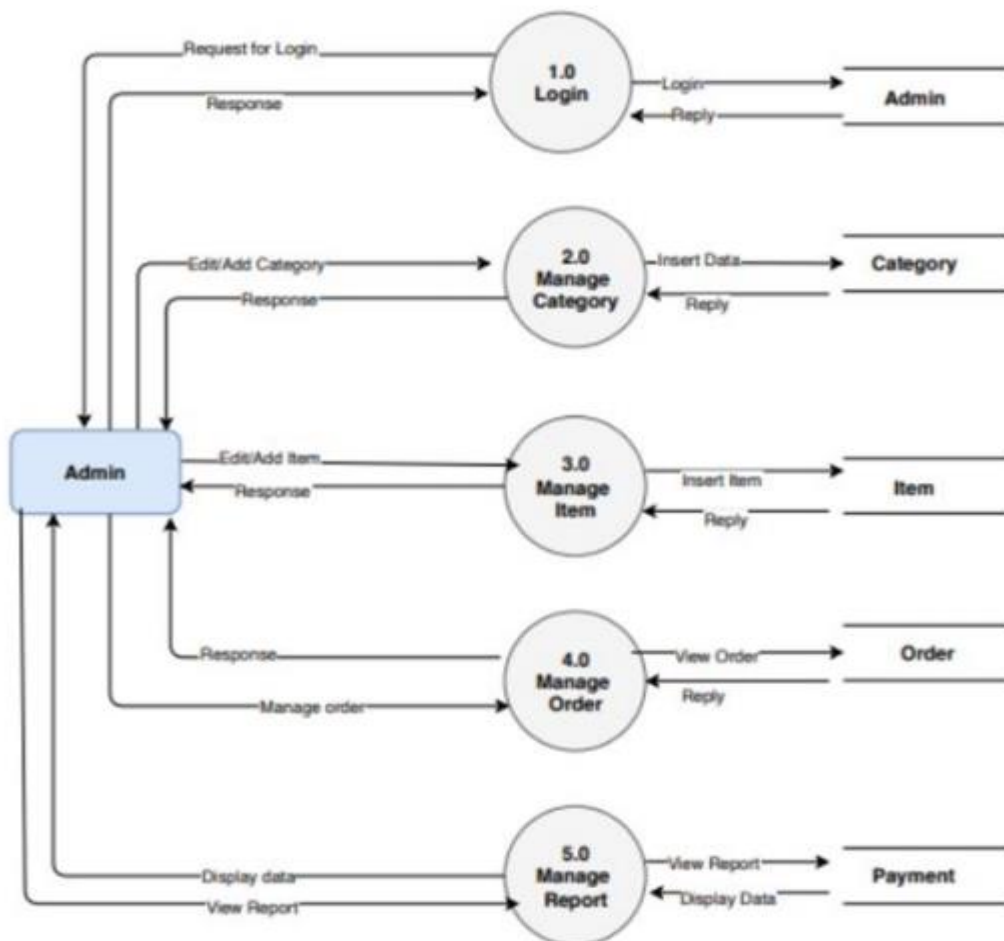 Request for Login
1.0
Login
Login
Admin
Response
Reply
Edit/Add Category
2.0
Manage
Category
Insert Data
Category
Response
Reply
Admin
Edit/Add Item
3.0
Manage
Item
Insert Item
Item
Response
Reply
Response
4.0
Manage
Order
View Order
Order
Manage order
Reply
Display data
5.0
Manage
Report
View Report
Payment
View Report
Display Data